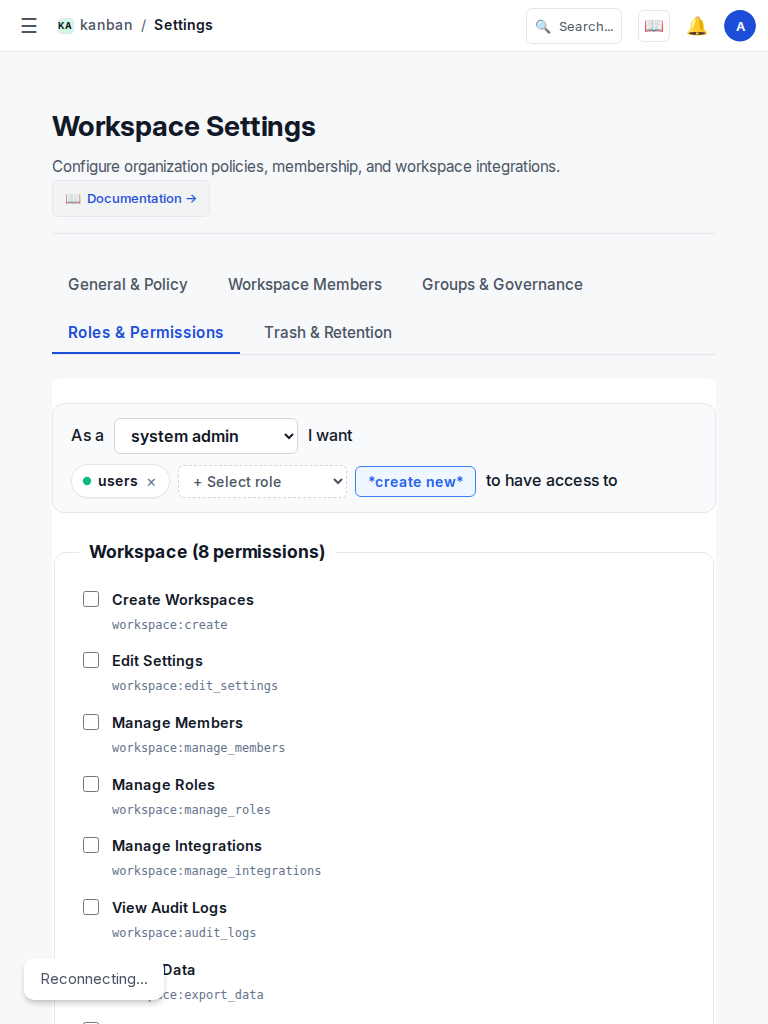 ☰ KA kanban / Settings 🔍 Search... 📖 🔔 A
Workspace Settings
Configure organization policies, membership, and workspace integrations.
📖 Documentation →
General & Policy Workspace Members Groups & Governance
Roles & Permissions Trash & Retention
As a system admin I want
users × + Select role *create new* to have access to
Workspace (8 permissions)
Create Workspaces
workspace:create
Edit Settings
workspace:edit_settings
Manage Members
workspace:manage_members
Manage Roles
workspace:manage_roles
Manage Integrations
workspace:manage_integrations
View Audit Logs
workspace:audit_logs
Data
Reconnecting... ce:export_data